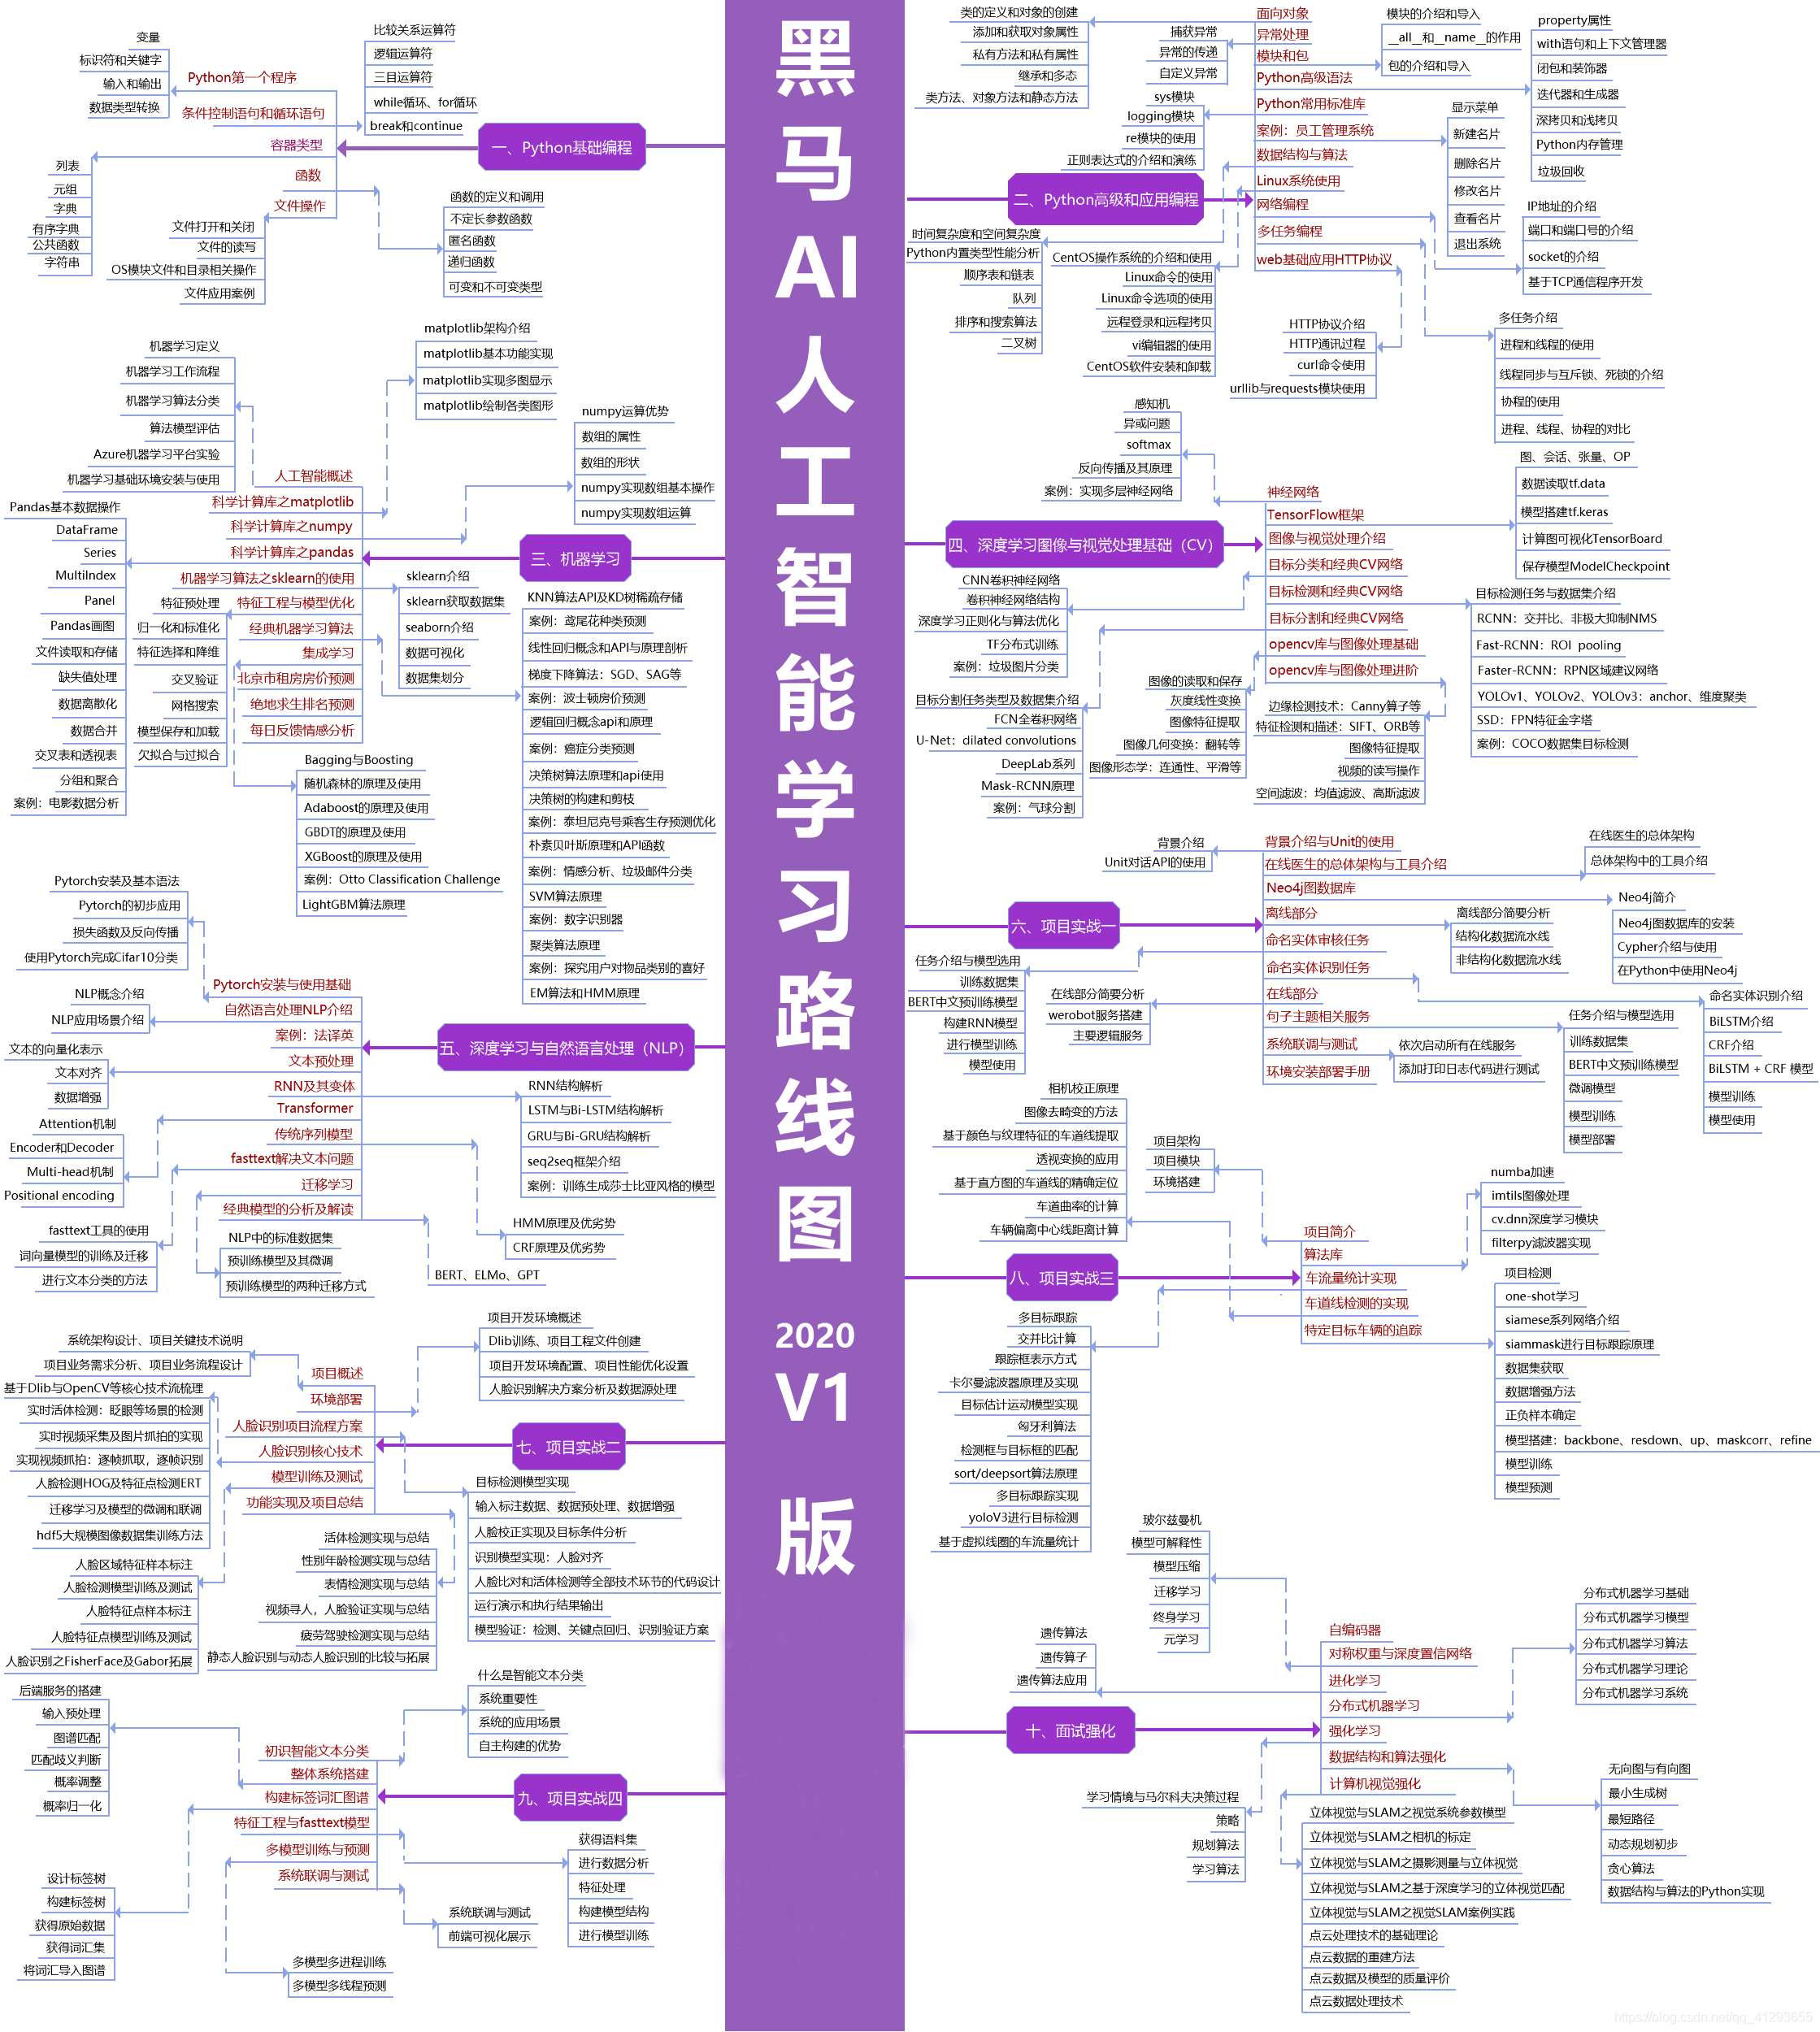 黑马AI人工智能学习路线图
2020
V1
版
一、Python基础编程
Python第一个程序
变量
标识符和关键字
输入和输出
数据类型转换
条件控制语句和循环语句
比较关系运算符
逻辑运算符
三目运算符
while循环、for循环
break和continue
容器类型
列表
元组
字典
有序字典
公共函数
字符串
函数
函数的定义和调用
不定长参数函数
匿名函数
递归函数
可变和不可变类型
文件操作
文件打开和关闭
文件的读写
OS模块文件和目录相关操作
文件应用案例
二、Python高级和应用编程
面向对象
类的定义和对象的创建
添加和获取对象属性
私有方法和私有属性
继承和多态
类方法、对象方法和静态方法
异常处理
捕获异常
异常的传递
自定义异常
模块和包
模块的介绍和导入
__all__和__name__的作用
包的介绍和导入
Python高级语法
property属性
with语句和上下文管理器
闭包和装饰器
迭代器和生成器
深拷贝和浅拷贝
Python内存管理
垃圾回收
Python常用标准库
sys模块
logging模块
re模块的使用
正则表达式的介绍和演练
案例：员工管理系统
显示菜单
新建名片
删除名片
修改名片
查看名片
退出系统
数据结构与算法
时间复杂度和空间复杂度
Python内置类型性能分析
顺序表和链表
队列
排序和搜索算法
二叉树
Linux系统使用
CentOS操作系统的介绍和使用
Linux命令的使用
Linux命令选项的使用
远程登录和远程拷贝
vi编辑器的使用
CentOS软件安装和卸载
网络编程
IP地址的介绍
端口和端口号的介绍
socket的介绍
基于TCP通信程序开发
多任务编程
多任务介绍
进程和线程的使用
线程同步与互斥锁、死锁的介绍
协程的使用
进程、线程、协程的对比
web基础应用HTTP协议
HTTP协议介绍
HTTP通讯过程
curl命令使用
urllib与requests模块使用
三、机器学习
人工智能概述
机器学习定义
机器学习工作流程
机器学习算法分类
算法模型评估
Azure机器学习平台实验
机器学习基础环境安装与使用
科学计算库之matplotlib
matplotlib架构介绍
matplotlib基本功能实现
matplotlib实现多图显示
matplotlib绘制各类图形
科学计算库之numpy
numpy运算优势
数组的属性
数组的形状
numpy实现数组基本操作
numpy实现数组运算
科学计算库之pandas
Pandas基本数据操作
DataFrame
Series
MultiIndex
Panel
Pandas画图
文件读取和存储
缺失值处理
数据离散化
数据合并
交叉表和透视表
分组和聚合
案例：电影数据分析
机器学习算法之sklearn的使用
sklearn介绍
sklearn获取数据集
seaborn介绍
数据可视化
数据集划分
特征工程与模型优化
特征预处理
归一化和标准化
特征选择和降维
交叉验证
网格搜索
模型保存和加载
欠拟合与过拟合
经典机器学习算法
KNN算法API及KD树稀疏存储
案例：鸢尾花种类预测
线性回归概念和API与原理剖析
梯度下降算法：SGD、SAG等
案例：波士顿房价预测
逻辑回归概念api和原理
案例：癌症分类预测
决策树算法原理和api使用
决策树的构建和剪枝
案例：泰坦尼克号乘客生存预测优化
朴素贝叶斯原理和API函数
案例：情感分析、垃圾邮件分类
SVM算法原理
案例：数字识别器
聚类算法原理
案例：探究用户对物品类别的喜好
EM算法和HMM原理
集成学习
Bagging与Boosting
随机森林的原理及使用
Adaboost的原理及使用
GBDT的原理及使用
XGBoost的原理及使用
案例：Otto Classification Challenge
LightGBM算法原理
北京市租房房价预测
绝地求生排名预测
每日反馈情感分析
四、深度学习图像与视觉处理基础（CV）
神经网络
感知机
异或问题
softmax
反向传播及其原理
案例：实现多层神经网络
TensorFlow框架
图、会话、张量、OP
数据读取tf.data
模型搭建tf.keras
计算图可视化TensorBoard
保存模型ModelCheckpoint
图像与视觉处理介绍
目标分类和经典CV网络
CNN卷积神经网络
卷积神经网络结构
深度学习正则化与算法优化
TF分布式训练
案例：垃圾图片分类
目标检测和经典CV网络
目标检测任务与数据集介绍
RCNN：交并比、非极大抑制NMS
Fast-RCNN：ROI pooling
Faster-RCNN：RPN区域建议网络
YOLOv1、YOLOv2、YOLOv3：anchor、维度聚类
SSD：FPN特征金字塔
案例：COCO数据集目标检测
目标分割和经典CV网络
目标分割任务类型及数据集介绍
FCN全卷积网络
U-Net：dilated convolutions
DeepLab系列
Mask-RCNN原理
案例：气球分割
opencv库与图像处理基础
图像的读取和保存
灰度线性变换
图像特征提取
图像几何变换：翻转等
图像形态学：连通性、平滑等
opencv库与图像处理进阶
边缘检测技术：Canny算子等
特征检测和描述：SIFT、ORB等
图像特征提取
视频的读写操作
空间滤波：均值滤波、高斯滤波
五、深度学习与自然语言处理（NLP）
Pytorch安装与使用基础
Pytorch安装及基本语法
Pytorch的初步应用
损失函数及反向传播
使用Pytorch完成Cifar10分类
自然语言处理NLP介绍
NLP概念介绍
NLP应用场景介绍
案例：法译英
文本预处理
文本的向量化表示
文本对齐
数据增强
RNN及其变体
RNN结构解析
LSTM与Bi-LSTM结构解析
GRU与Bi-GRU结构解析
seq2seq框架介绍
案例：训练生成莎士比亚风格的模型
Transformer
Attention机制
Encoder和Decoder
Multi-head机制
Positional encoding
传统序列模型
HMM原理及优劣势
CRF原理及优劣势
fasttext解决文本问题
fasttext工具的使用
词向量模型的训练及迁移
进行文本分类的方法
迁移学习
NLP中的标准数据集
预训练模型及其微调
预训练模型的两种迁移方式
经典模型的分析及解读
BERT、ELMo、GPT
六、项目实战一
背景介绍与Unit的使用
背景介绍
Unit对话API的使用
在线医生的总体架构与工具介绍
在线医生的总体架构
总体架构中的工具介绍
Neo4j图数据库
Neo4j简介
Neo4j图数据库的安装
Cypher介绍与使用
在Python中使用Neo4j
离线部分
离线部分简要分析
结构化数据流水线
非结构化数据流水线
命名实体审核任务
任务介绍与模型选用
训练数据集
BERT中文预训练模型
构建RNN模型
进行模型训练
模型使用
命名实体识别任务
命名实体识别介绍
BiLSTM介绍
CRF介绍
BiLSTM + CRF 模型
模型训练
模型使用
在线部分
在线部分简要分析
werobot服务搭建
主要逻辑服务
句子主题相关服务
任务介绍与模型选用
训练数据集
BERT中文预训练模型
微调模型
模型训练
模型部署
系统联调与测试
依次启动所有在线服务
添加打印日志代码进行测试
环境安装部署手册
七、项目实战二
项目概述
系统架构设计、项目关键技术说明
项目业务需求分析、项目业务流程设计
环境部署
项目开发环境概述
Dlib训练、项目工程文件创建
项目开发环境配置、项目性能优化设置
人脸识别解决方案分析及数据源处理
人脸识别项目流程方案
目标检测模型实现
输入标注数据、数据预处理、数据增强
人脸校正实现及目标条件分析
识别模型实现：人脸对齐
人脸比对和活体检测等全部技术环节的代码设计
运行演示和执行结果输出
模型验证：检测、关键点回归、识别验证方案
人脸识别核心技术
基于Dlib与OpenCV等核心技术流梳理
实时活体检测：眨眼等场景的检测
实时视频采集及图片抓拍的实现
实现视频抓拍：逐帧抓取，逐帧识别
人脸检测HOG及特征点检测ERT
迁移学习及模型的微调和联调
hdf5大规模图像数据集训练方法
模型训练及测试
人脸区域特征样本标注
人脸检测模型训练及测试
人脸特征点样本标注
人脸特征点模型训练及测试
人脸识别之FisherFace及Gabor拓展
功能实现及项目总结
活体检测实现与总结
性别年龄检测实现与总结
表情检测实现与总结
视频寻人，人脸验证实现与总结
疲劳驾驶检测实现与总结
静态人脸识别与动态人脸识别的比较与拓展
八、项目实战三
项目简介
项目架构
项目模块
环境搭建
算法库
numba加速
imtils图像处理
cv.dnn深度学习模块
filterpy滤波器实现
车流量统计实现
多目标跟踪
交并比计算
跟踪框表示方式
卡尔曼滤波器原理及实现
目标估计运动模型实现
匈牙利算法
检测框与目标框的匹配
sort/deepsort算法原理
多目标跟踪实现
yoloV3进行目标检测
基于虚拟线圈的车流量统计
车道线检测的实现
相机校正原理
图像去畸变的方法
基于颜色与纹理特征的车道线提取
透视变换的应用
基于直方图的车道线的精确定位
车道曲率的计算
车辆偏离中心线距离计算
特定目标车辆的追踪
项目检测
one-shot学习
siamese系列网络介绍
siammask进行目标跟踪原理
数据集获取
数据增强方法
正负样本确定
模型搭建：backbone、resdown、up、maskcorr、refine
模型训练
模型预测
九、项目实战四
初识智能文本分类
什么是智能文本分类
系统重要性
系统的应用场景
自主构建的优势
整体系统搭建
后端服务的搭建
输入预处理
图谱匹配
匹配歧义判断
概率调整
概率归一化
构建标签词汇图谱
设计标签树
构建标签树
获得原始数据
获得词汇集
将词汇导入图谱
特征工程与fasttext模型
获得语料集
进行数据分析
特征处理
构建模型结构
进行模型训练
多模型训练与预测
多模型多进程训练
多模型多线程预测
系统联调与测试
系统联调与测试
前端可视化展示
十、面试强化
自编码器
对称权重与深度置信网络
玻尔兹曼机
模型可解释性
模型压缩
迁移学习
终身学习
元学习
进化学习
遗传算法
遗传算子
遗传算法应用
分布式机器学习
分布式机器学习基础
分布式机器学习模型
分布式机器学习算法
分布式机器学习理论
分布式机器学习系统
强化学习
学习情境与马尔科夫决策过程
策略
规划算法
学习算法
数据结构和算法强化
无向图与有向图
最小生成树
最短路径
动态规划初步
贪心算法
数据结构与算法的Python实现
计算机视觉强化
立体视觉与SLAM之视觉系统参数模型
立体视觉与SLAM之相机的标定
立体视觉与SLAM之摄影测量与立体视觉
立体视觉与SLAM之基于深度学习的立体视觉匹配
立体视觉与SLAM之视觉SLAM案例实践
点云处理技术的基础理论
点云数据的重建方法
点云数据及模型的质量评价
点云数据处理技术
https://blog.csdn.net/qq_41293655